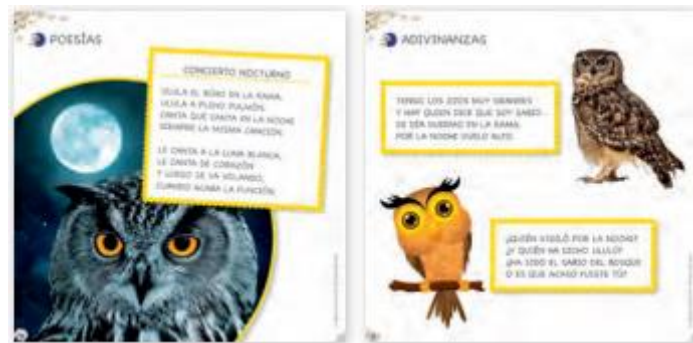 POESÍAS
CONCIERTO NOCTURNO
ULULA EL BÚHO EN LA RAMA,
ULULA A PLENO PULMÓN.
CANTA QUE CANTA EN LA NOCHE
SIEMPRE LA MISMA CANCIÓN.
LE CANTA A LA LUNA BLANCA,
LE CANTA DE CORAZÓN
Y LUEGO SE VA VOLANDO,
CUANDO ACABA LA FUNCIÓN.
ADIVINANZAS
TENGO LOS OJOS MUY GRANDES
Y HAY QUIEN DICE QUE SOY SABIO.
DE DÍA DUERMO EN LA RAMA,
POR LA NOCHE VUELO ALTO.
¿QUIÉN VIGILÓ POR LA NOCHE?
¿Y QUIÉN HA DICHO ULULÚ?
¿HA SIDO EL SABIO DEL BOSQUE
O ES QUE ACASO FUISTE TÚ?